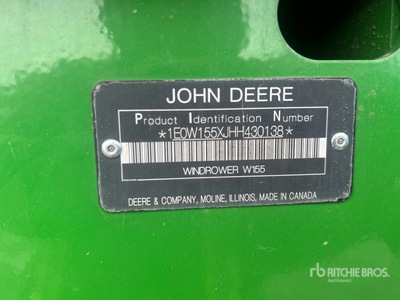 JOHN DEERE
Product Identification Number
*1E0W155XJHH430138*
WINDROWER W155
DEERE & COMPANY, MOLINE, ILLINOIS, MADE IN CANADA
rb RITCHIE BROS.